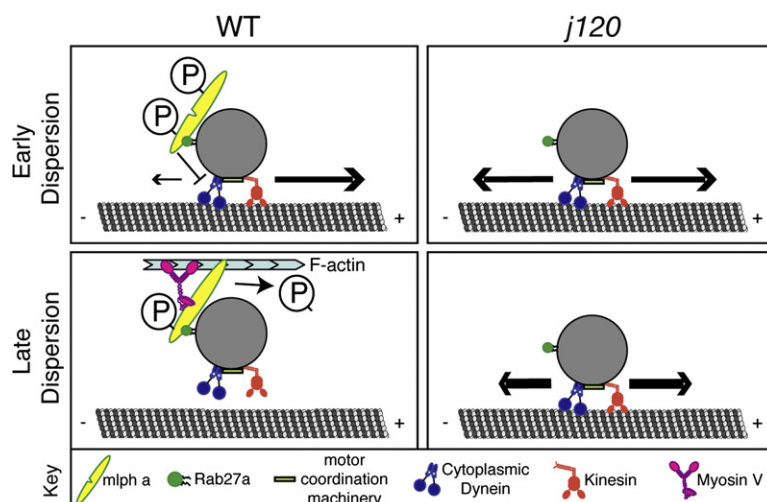 WT
j120
Early
Dispersion
P
P
- +
- +
Late
Dispersion
F-actin
P
P
- +
- +
Key
mlph a
Rab27a
motor
coordination
machinery
Cytoplasmic
Dynein
Kinesin
Myosin V